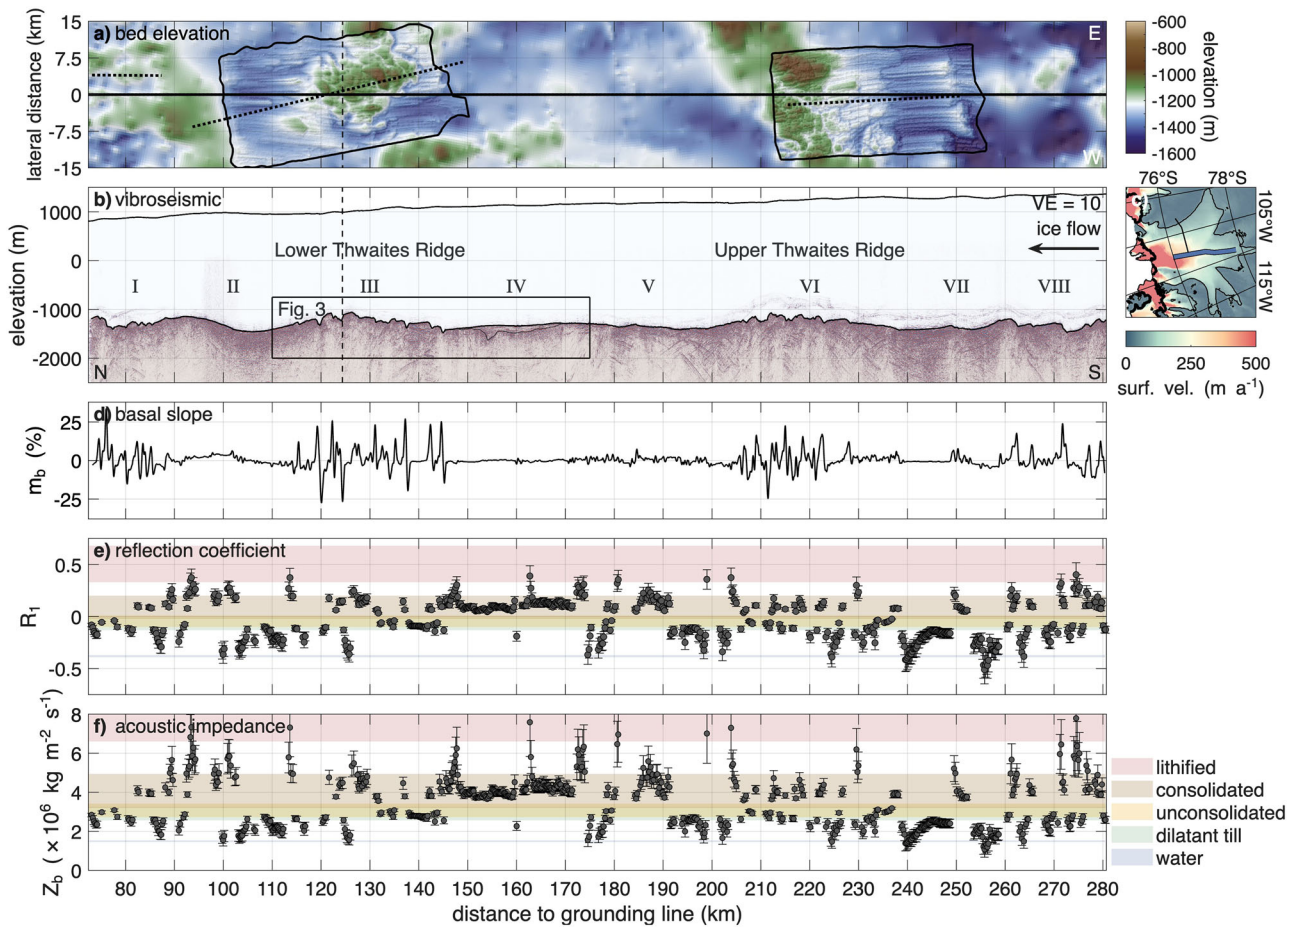 a) bed elevation
E
W
lateral distance (km)
15
7.5
0
-7.5
-15
-600
-800
-1000
-1200
-1400
-1600
elevation (m)
b) vibroseismic
VE = 10
ice flow
Lower Thwaites Ridge
Upper Thwaites Ridge
I II III IV V VI VII VIII
Fig. 3
N
S
elevation (m)
1000
0
-1000
-2000
76°S 78°S
105°W
115°W
0 250 500
surf. vel. (m a-1)
d) basal slope
mb (%)
25
0
-25
e) reflection coefficient
R1
0.5
0
-0.5
f) acoustic impedance
Zb ( × 10⁶ kg m-2 s-1)
8
6
4
2
0
80 90 100 110 120 130 140 150 160 170 180 190 200 210 220 230 240 250 260 270 280
distance to grounding line (km)
lithified
consolidated
unconsolidated
dilatant till
water